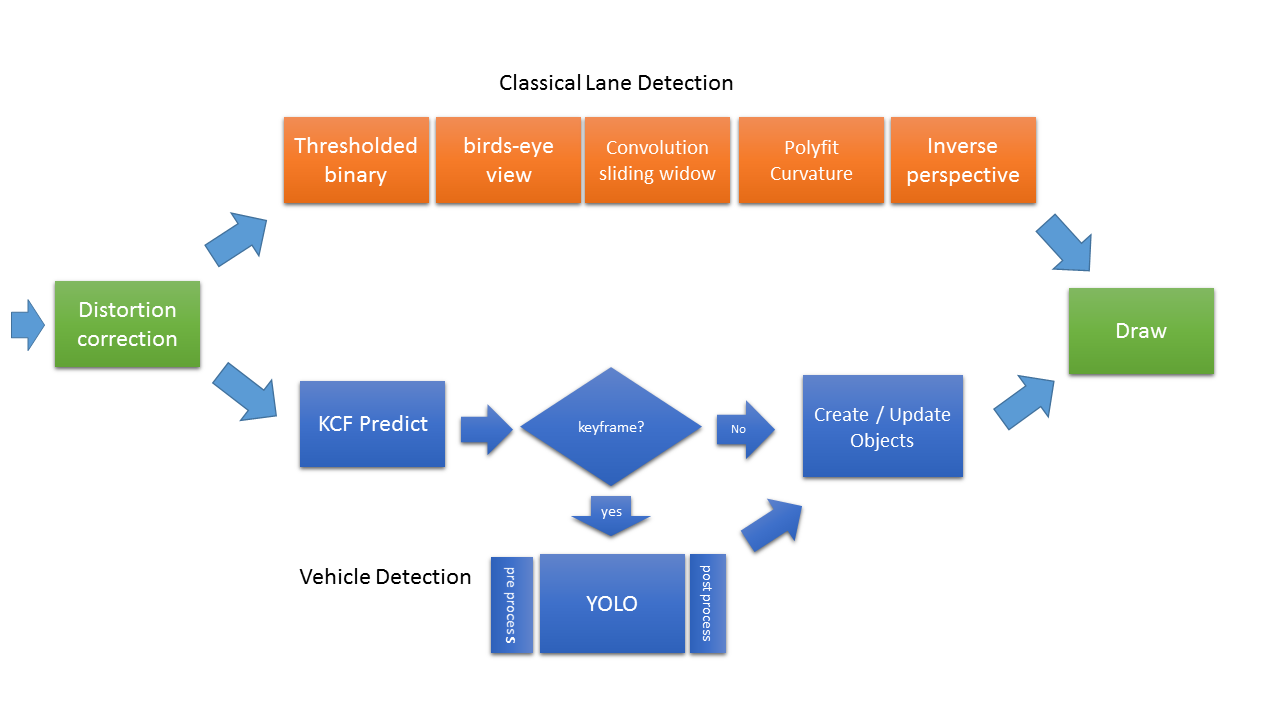 Classical Lane Detection
Thresholded
binary
birds-eye
view
Convolution
sliding widow
Polyfit
Curvature
Inverse
perspective
Distortion
correction
Draw
KCF Predict
keyframe?
No
Create / Update
Objects
yes
Vehicle Detection
pre process
YOLO
post process